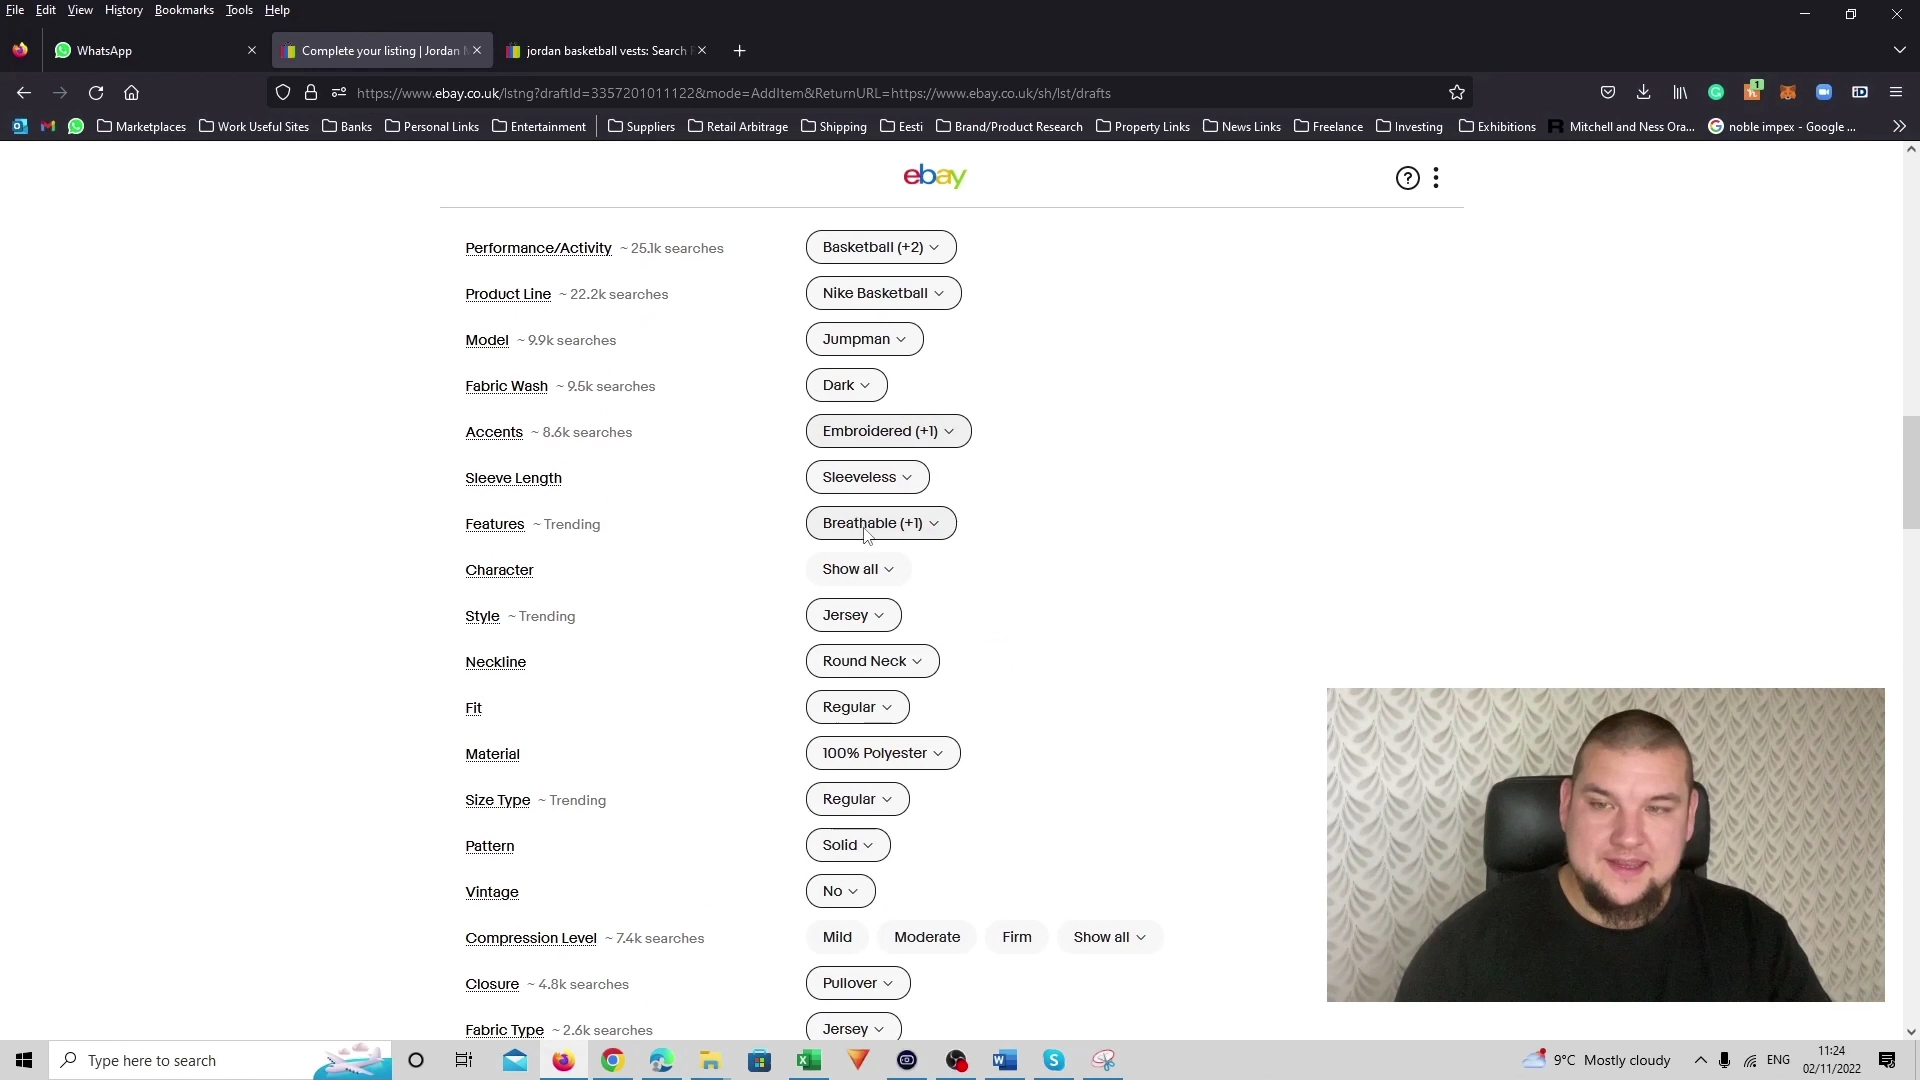 File Edit View History Bookmarks Tools Help
WhatsApp
Complete your listing | Jordan
jordan basketball vests: Search
https://www.ebay.co.uk/lstng?draftId=3357201011122&mode=AddItem&ReturnURL=https://www.ebay.co.uk/sh/lst/drafts
1
Marketplaces Work Useful Sites Banks Personal Links Entertainment Suppliers Retail Arbitrage Shipping Eesti Brand/Product Research Property Links News Links Freelance Investing Exhibitions Mitchell and Ness Ora... noble impex - Google ...
ebay
Performance/Activity ~ 25.1k searches Basketball (+2)
Product Line ~ 22.2k searches Nike Basketball
Model ~ 9.9k searches Jumpman
Fabric Wash ~ 9.5k searches Dark
Accents ~ 8.6k searches Embroidered (+1)
Sleeve Length Sleeveless
Features ~ Trending Breathable (+1)
Character Show all
Style ~ Trending Jersey
Neckline Round Neck
Fit Regular
Material 100% Polyester
Size Type ~ Trending Regular
Pattern Solid
Vintage No
Compression Level ~ 7.4k searches Mild Moderate Firm Show all
Closure ~ 4.8k searches Pullover
Fabric Type ~ 2.6k searches Jersey
Type here to search
9°C Mostly cloudy
ENG
11:24
02/11/2022